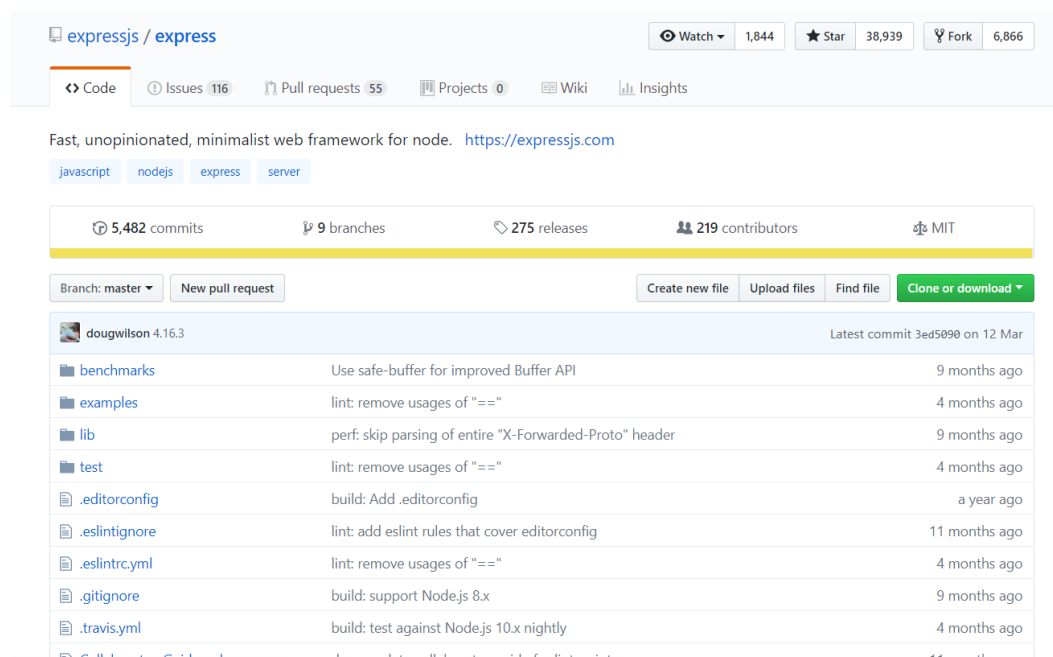 expressjs / express Watch 1,844 Star 38,939 Fork 6,866
Code Issues 116 Pull requests 55 Projects 0 Wiki Insights
Fast, unopinionated, minimalist web framework for node. https://expressjs.com
javascript nodejs express server
5,482 commits 9 branches 275 releases 219 contributors MIT
Branch: master New pull request Create new file Upload files Find file Clone or download
dougwilson 4.16.3 Latest commit 3ed5090 on 12 Mar
benchmarks Use safe-buffer for improved Buffer API 9 months ago
examples lint: remove usages of "==" 4 months ago
lib perf: skip parsing of entire "X-Forwarded-Proto" header 9 months ago
test lint: remove usages of "==" 4 months ago
.editorconfig build: Add .editorconfig a year ago
.eslintignore lint: add eslint rules that cover editorconfig 11 months ago
.eslintrc.yml lint: remove usages of "==" 4 months ago
.gitignore build: support Node.js 8.x 9 months ago
.travis.yml build: test against Node.js 10.x nightly 4 months ago